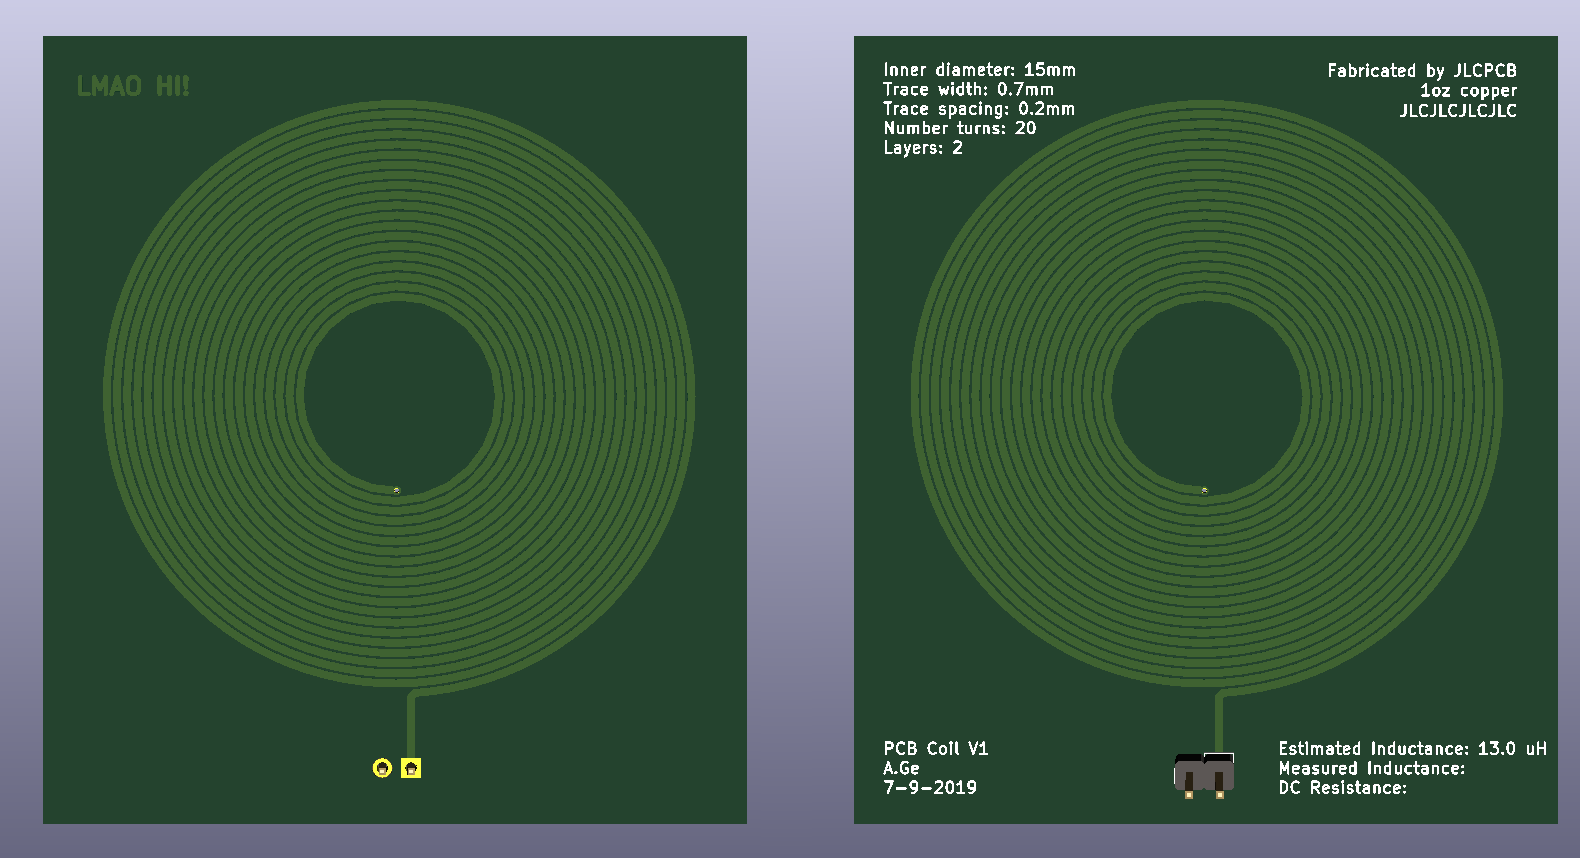 LMAO HI!
Inner diameter: 15mm
Trace width: 0.7mm
Trace spacing: 0.2mm
Number turns: 20
Layers: 2
Fabricated by JLCPCB
1oz copper
JLCJLCJLCJLC
PCB Coil V1
A.Ge
7-9-2019
Estimated Inductance: 13.0 uH
Measured Inductance:
DC Resistance: